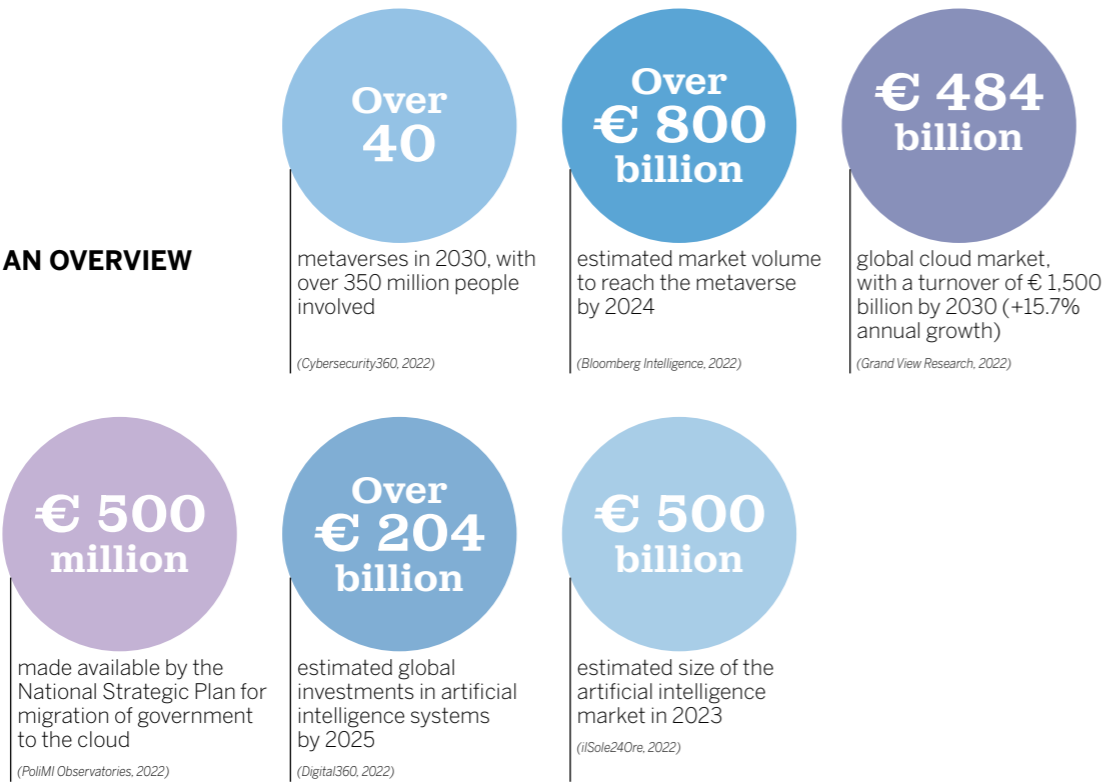 AN OVERVIEW
Over
40
metaverses in 2030, with
over 350 million people
involved
(Cybersecurity360, 2022)
Over
€ 800
billion
estimated market volume
to reach the metaverse
by 2024
(Bloomberg Intelligence, 2022)
€ 484
billion
global cloud market,
with a turnover of € 1,500
billion by 2030 (+15.7%
annual growth)
(Grand View Research, 2022)
€ 500
million
made available by the
National Strategic Plan for
migration of government
to the cloud
(PoliMI Observatories, 2022)
Over
€ 204
billion
estimated global
investments in artificial
intelligence systems
by 2025
(Digital360, 2022)
€ 500
billion
estimated size of the
artificial intelligence
market in 2023
(ilSole24Ore, 2022)